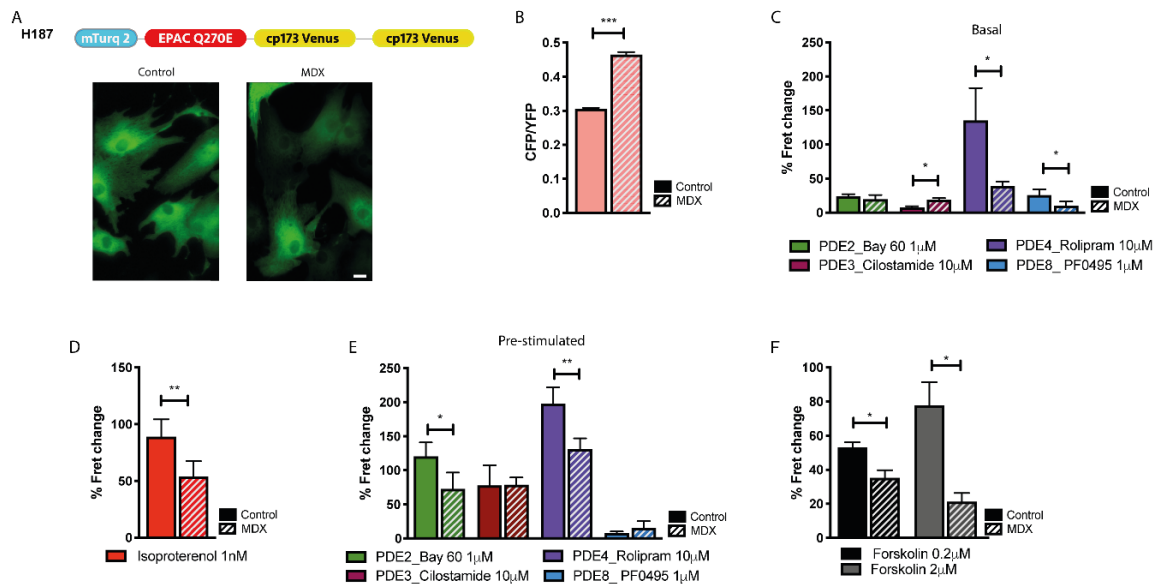 A
H187
mTurq 2 EPAC Q270E cp173 Venus cp173 Venus
Control MDX
B
***
CFP/YFP
0.5
0.4
0.3
0.2
0.1
0.0
Control
MDX
C
Basal
% Fret change
250
200
150
100
50
0
* * *
Control
MDX
PDE2_Bay 60 1μM PDE4_Rolipram 10μM
PDE3_Cilostamide 10μM PDE8_ PF0495 1μM
D
% Fret change
150
100
50
0
**
Control
MDX
Isoproterenol 1nM
E
Pre-stimulated
% Fret change
250
200
150
100
50
0
* **
Control
MDX
PDE2_Bay 60 1μM PDE4_Rolipram 10μM
PDE3_Cilostamide 10μM PDE8_ PF0495 1μM
F
% Fret change
100
80
60
40
20
0
* *
Control
MDX
Forskolin 0.2μM
Forskolin 2μM